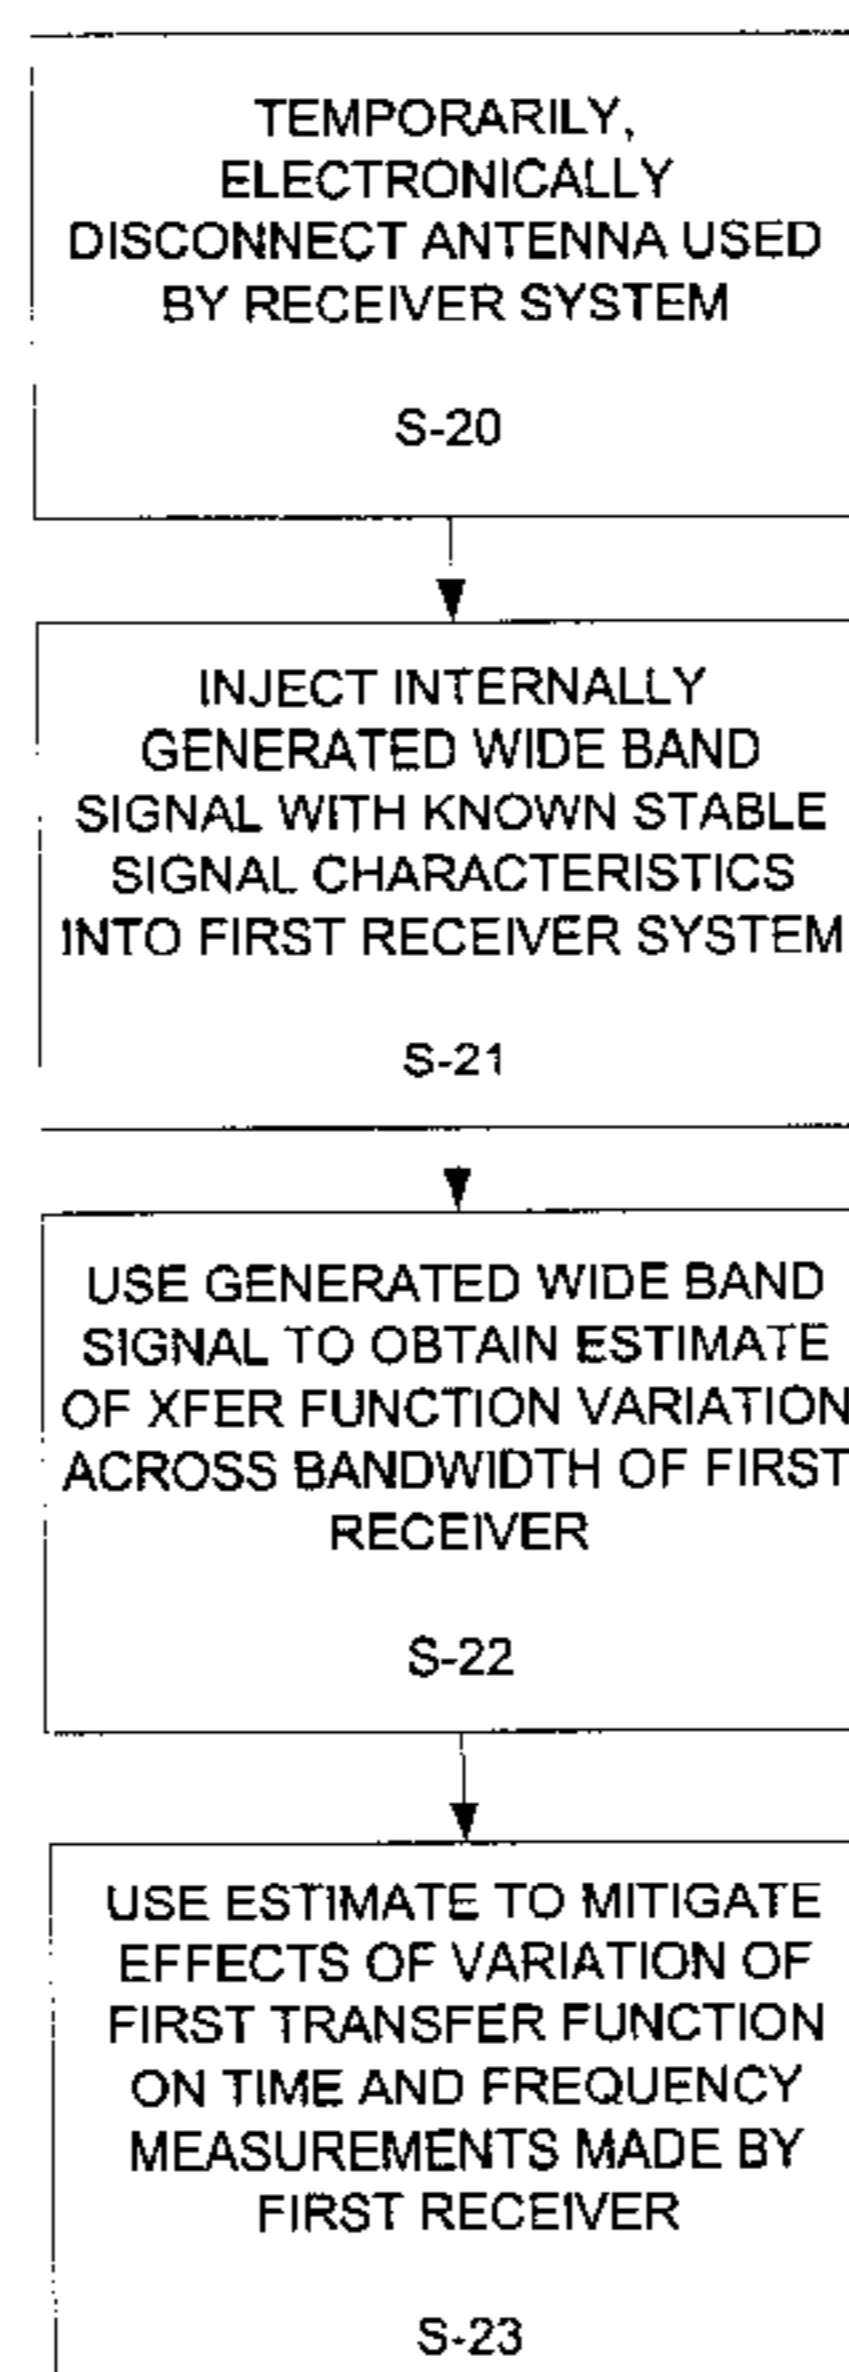 TEMPORARILY,
ELECTRONICALLY
DISCONNECT ANTENNA USED
BY RECEIVER SYSTEM
S-20
INJECT INTERNALLY
GENERATED WIDE BAND
SIGNAL WITH KNOWN STABLE
SIGNAL CHARACTERISTICS
INTO FIRST RECEIVER SYSTEM
S-21
USE GENERATED WIDE BAND
SIGNAL TO OBTAIN ESTIMATE
OF XFER FUNCTION VARIATION
ACROSS BANDWIDTH OF FIRST
RECEIVER
S-22
USE ESTIMATE TO MITIGATE
EFFECTS OF VARIATION OF
FIRST TRANSFER FUNCTION
ON TIME AND FREQUENCY
MEASUREMENTS MADE BY
FIRST RECEIVER
S-23